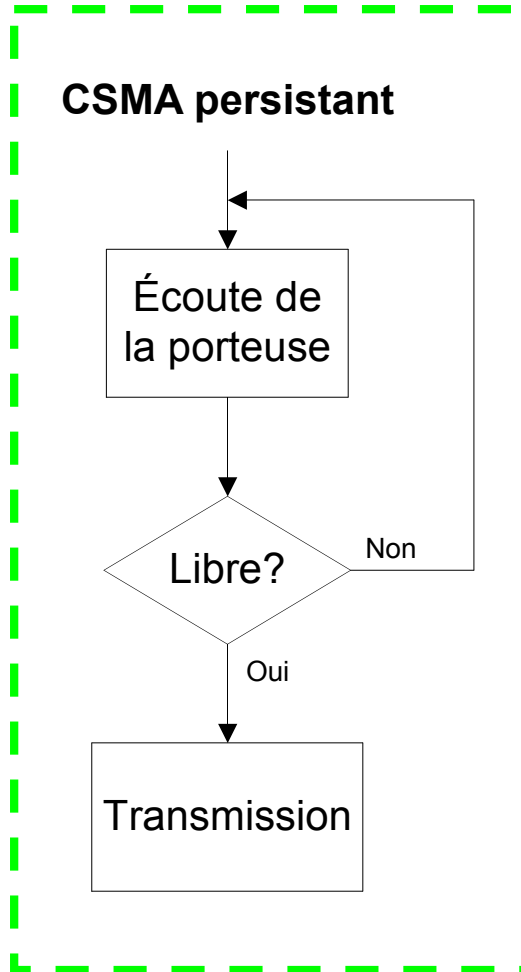 CSMA persistant
Écoute de
la porteuse
Libre?
Non
Oui
Transmission